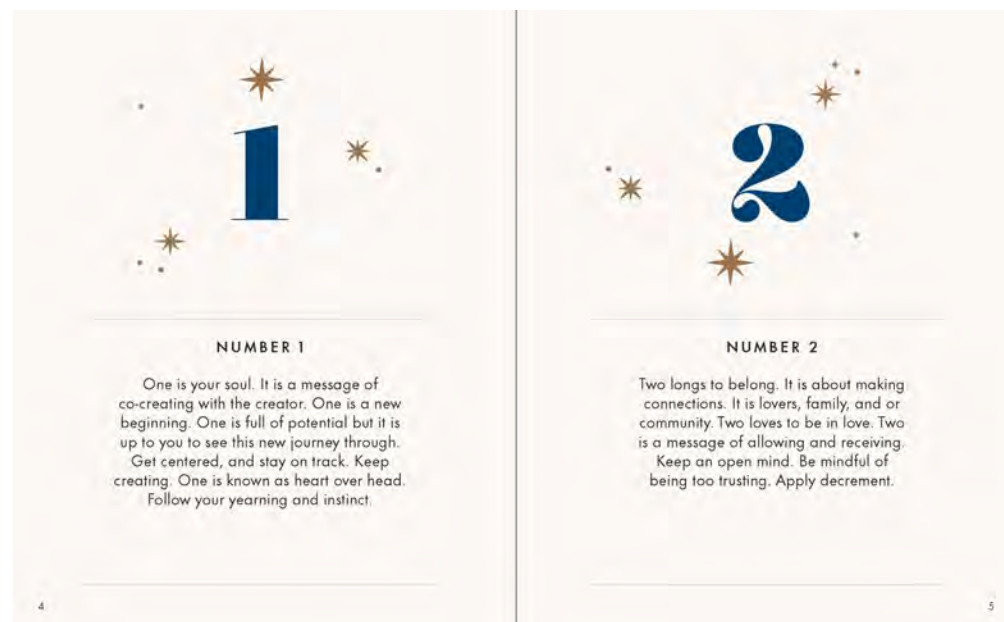 1
NUMBER 1
One is your soul. It is a message of
co-creating with the creator. One is a new
beginning. One is full of potential but it is
up to you to see this new journey through.
Get centered, and stay on track. Keep
creating. One is known as heart over head.
Follow your yearning and instinct.
4
2
NUMBER 2
Two longs to belong. It is about making
connections. It is lovers, family, and or
community. Two loves to be in love. Two
is a message of allowing and receiving.
Keep an open mind. Be mindful of
being too trusting. Apply decrement.
5